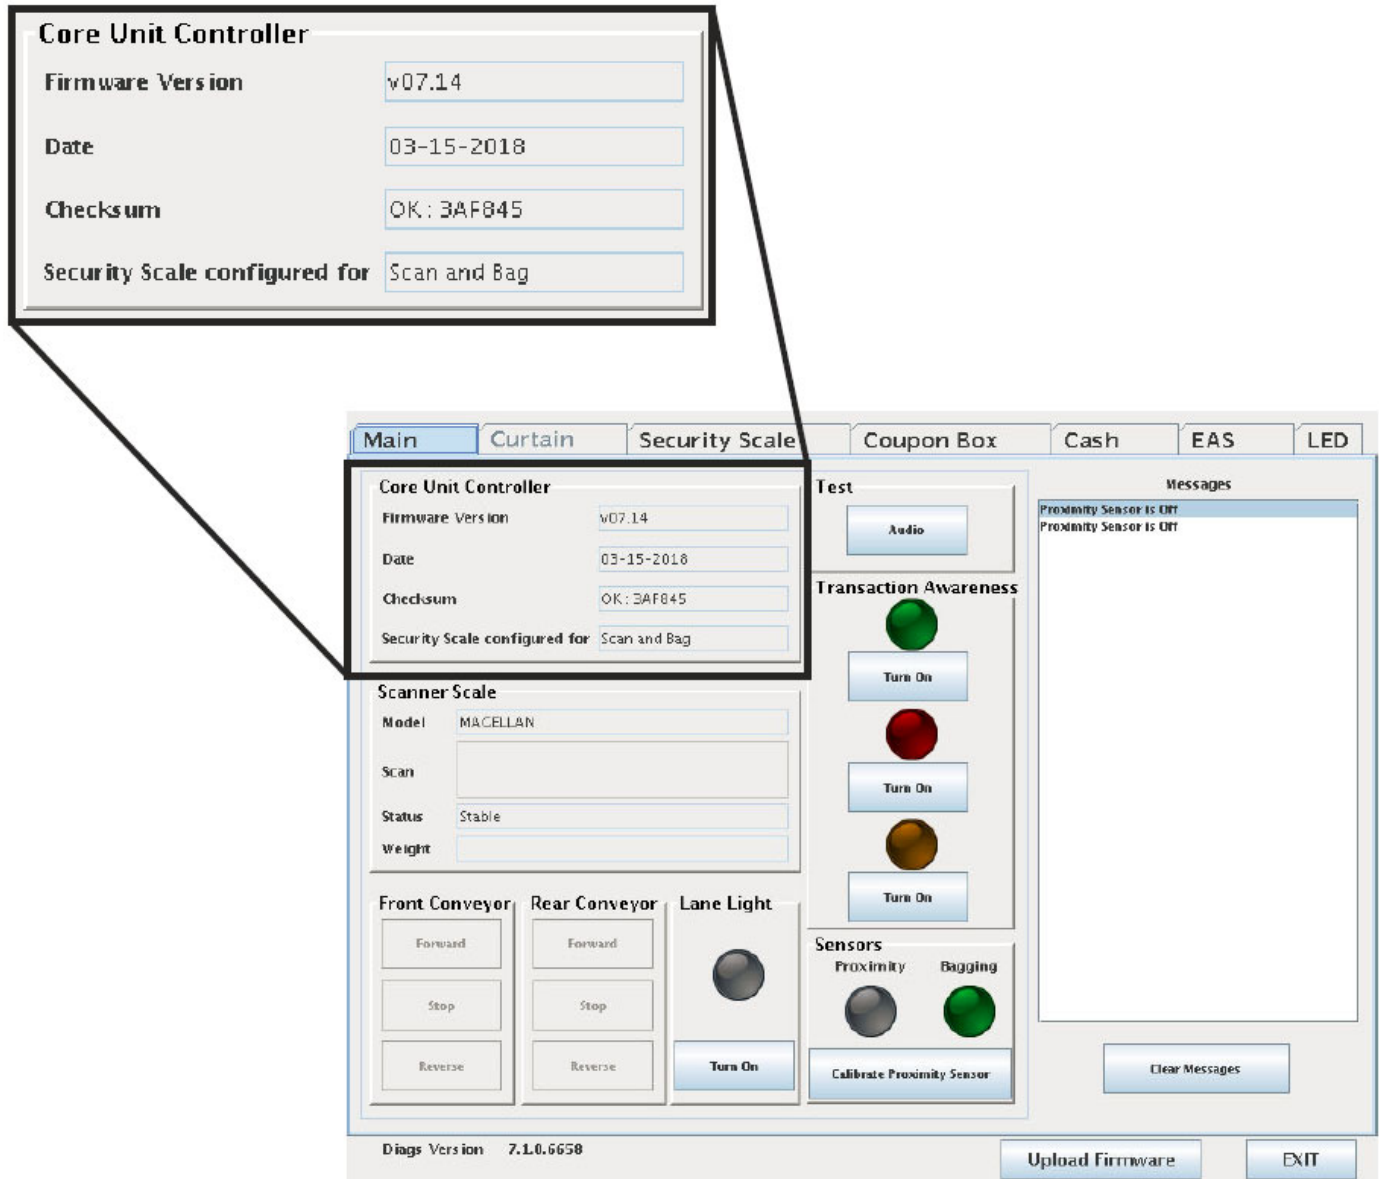 Core Unit Controller
Firmware Version v07.14
Date 03-15-2018
Checksum OK: 3AF845
Security Scale configured for Scan and Bag
Main Curtain Security Scale Coupon Box Cash EAS LED
Core Unit Controller
Firmware Version v07.14
Date 03-15-2018
Checksum OK: 3AF845
Security Scale configured for Scan and Bag
Scanner Scale
Model MAGELLAN
Scan
Status Stable
Weight
Front Conveyor
Forward
Stop
Reverse
Rear Conveyor
Forward
Stop
Reverse
Lane Light
Turn On
Test
Audio
Transaction Awareness
Turn On
Turn On
Turn On
Sensors
Proximity Bagging
Calibrate Proximity Sensor
Messages
Proximity Sensor is Off
Proximity Sensor is Off
Clear Messages
Diags Version 7.1.0.6658
Upload Firmware
EXIT